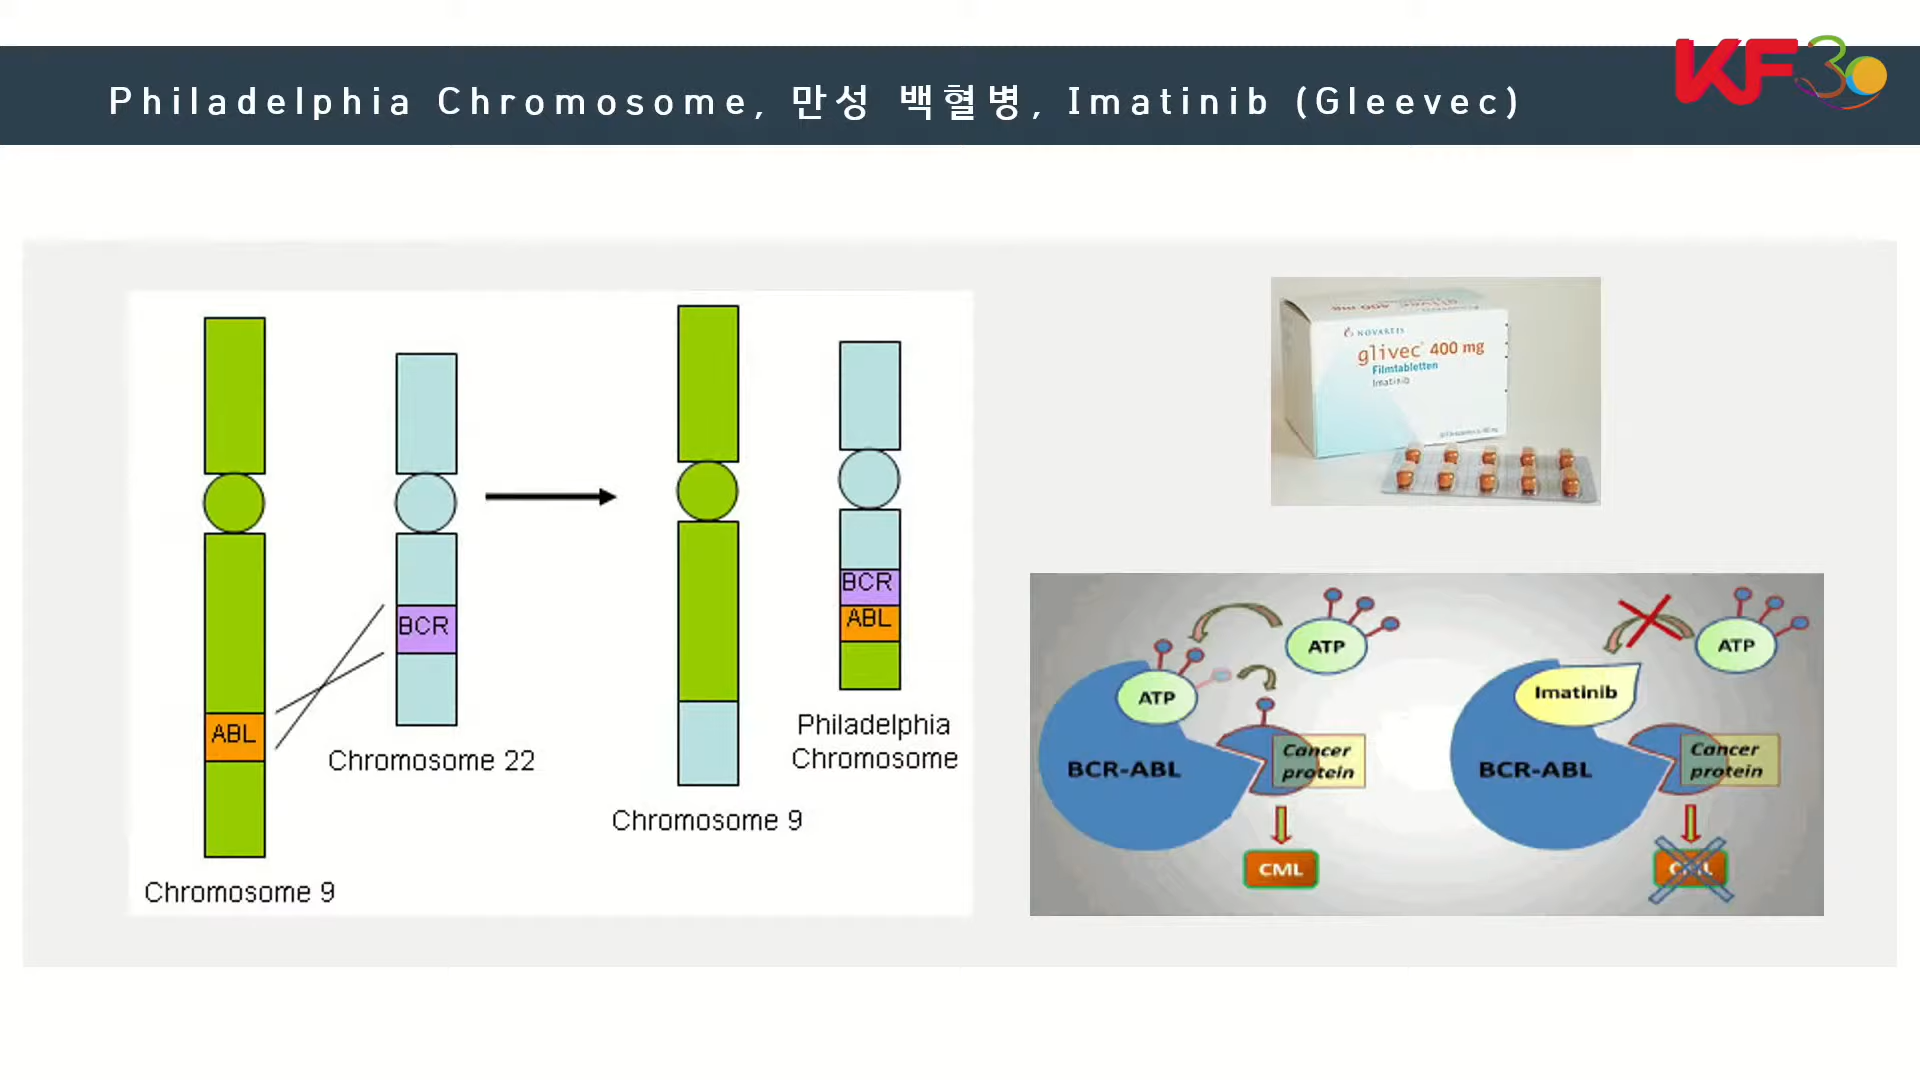 Philadelphia Chromosome, 만성 백혈병, Imatinib (Gleevec)
KF30
ABL
Chromosome 9
BCR
Chromosome 22
Chromosome 9
BCR
ABL
Philadelphia
Chromosome
NOVARTIS
glivec® 400 mg
Filmtabletten
Imatinib
ATP
ATP
BCR-ABL
Cancer
protein
CML
ATP
Imatinib
BCR-ABL
Cancer
protein
CML